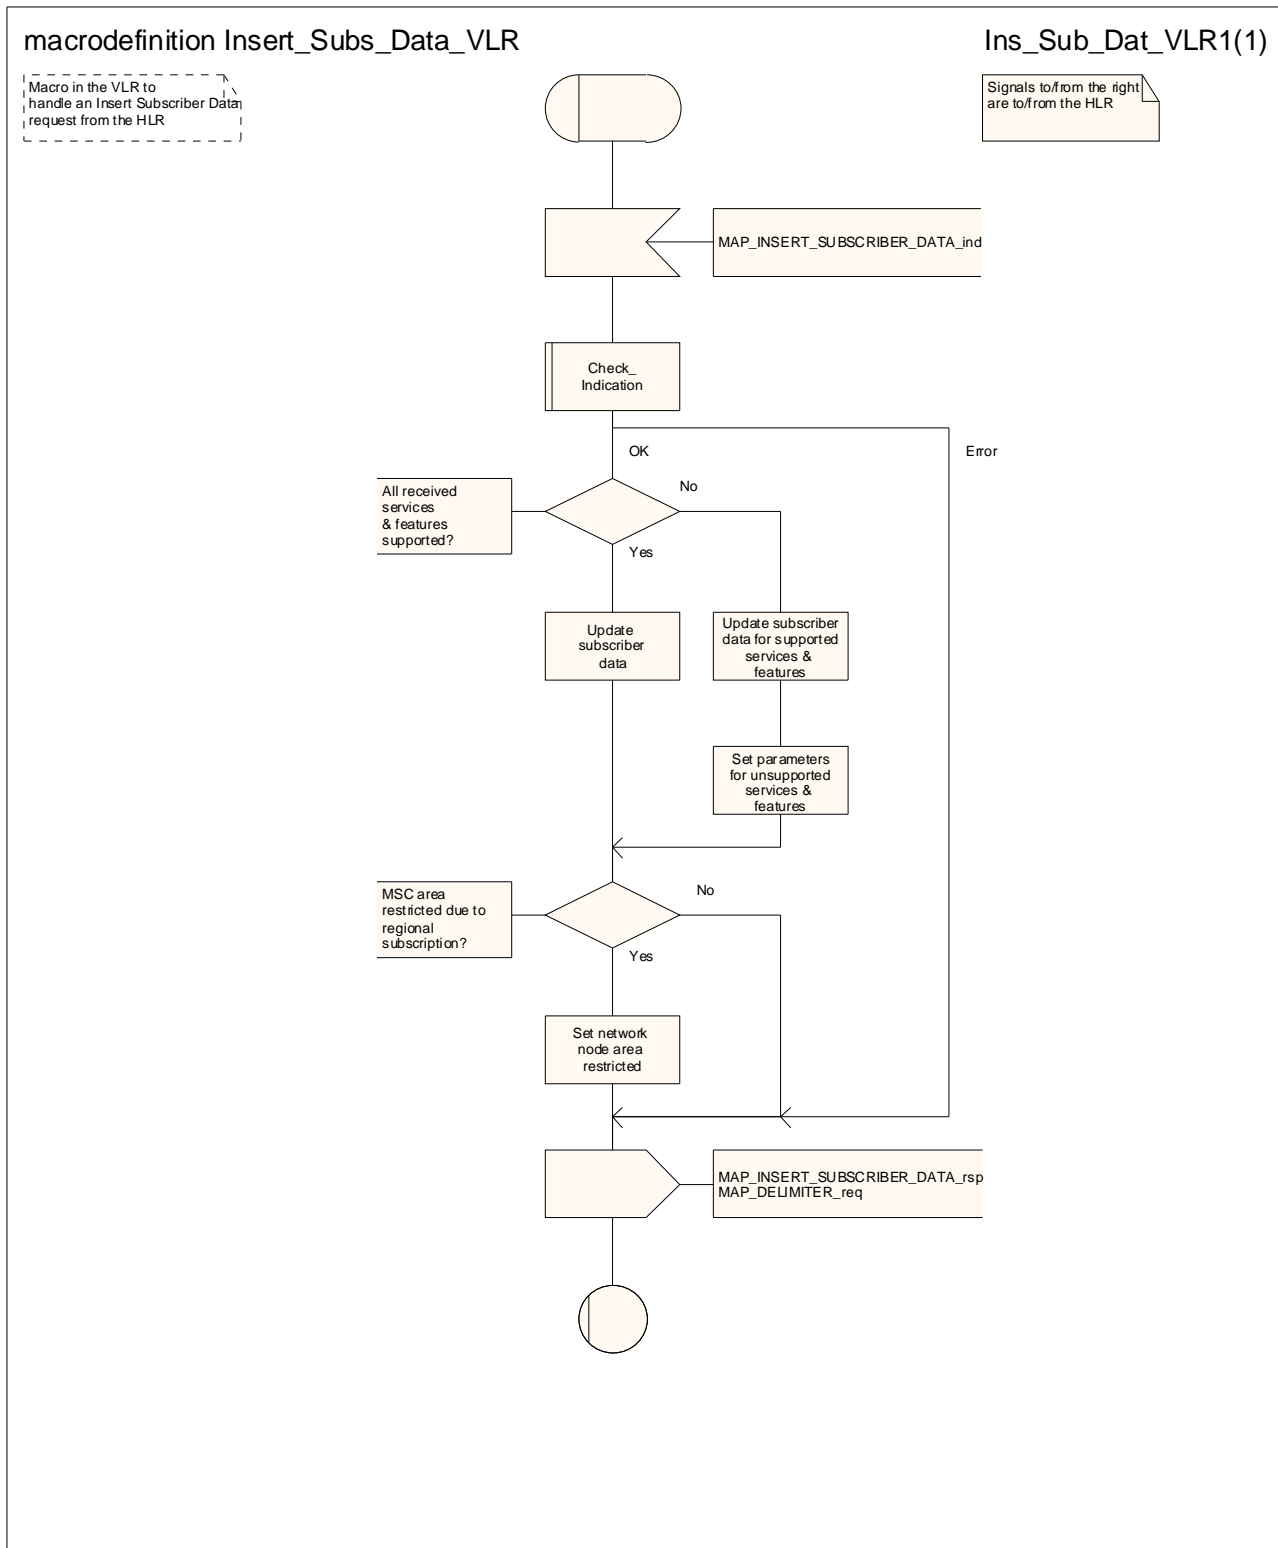 macrodefinition Insert_Subs_Data_VLR
Ins_Sub_Dat_VLR1(1)
Macro in the VLR to
handle an Insert Subscriber Data
request from the HLR
Signals to/from the right
are to/from the HLR
MAP_INSERT_SUBSCRIBER_DATA_ind
Check_
Indication
OK
Error
All received
services
& features
supported?
No
Yes
Update
subscriber
data
Update subscriber
data for supported
services &
features
Set parameters
for unsupported
services &
features
MSC area
restricted due to
regional
subscription?
No
Yes
Set network
node area
restricted
MAP_INSERT_SUBSCRIBER_DATA_rsp
MAP_DELIMITER_req